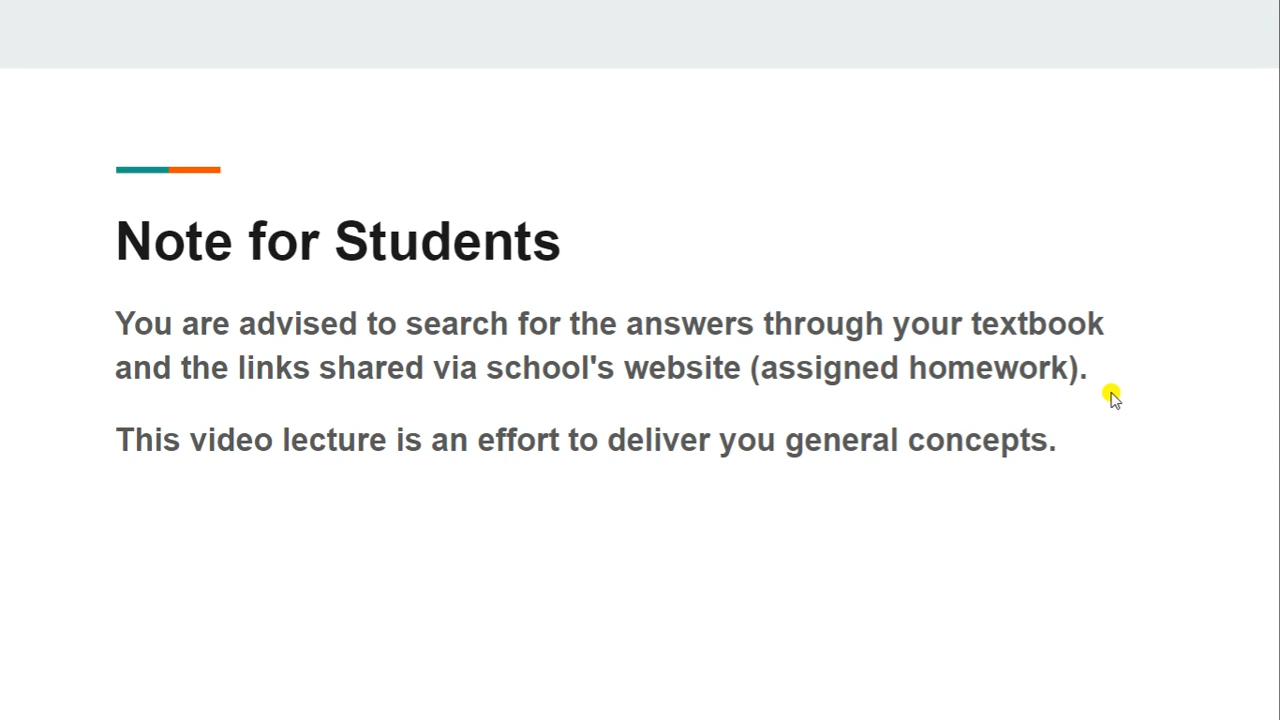 Note for Students
You are advised to search for the answers through your textbook
and the links shared via school's website (assigned homework).
This video lecture is an effort to deliver you general concepts.